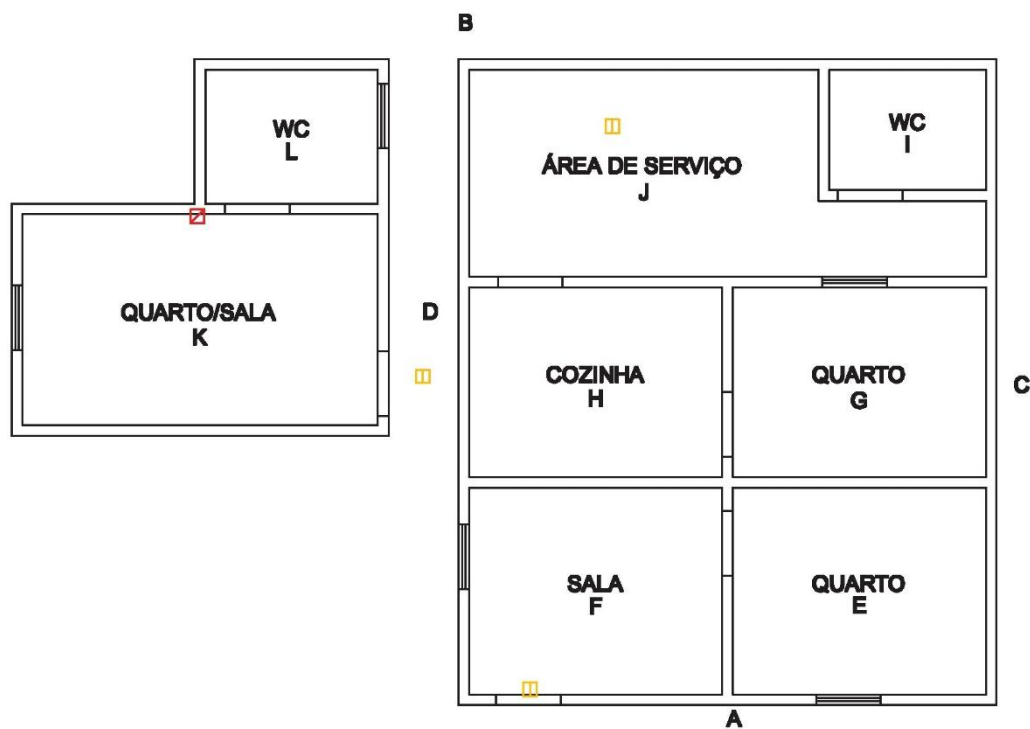 B
WC
L
WC
I
ÁREA DE SERVIÇO
J
QUARTO/SALA
K
D
COZINHA
H
QUARTO
G
C
SALA
F
QUARTO
E
A